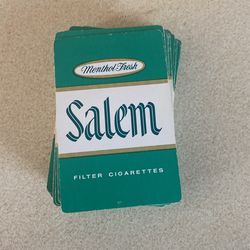 Menthol-Fresh
Salem
FILTER CIGARETTES